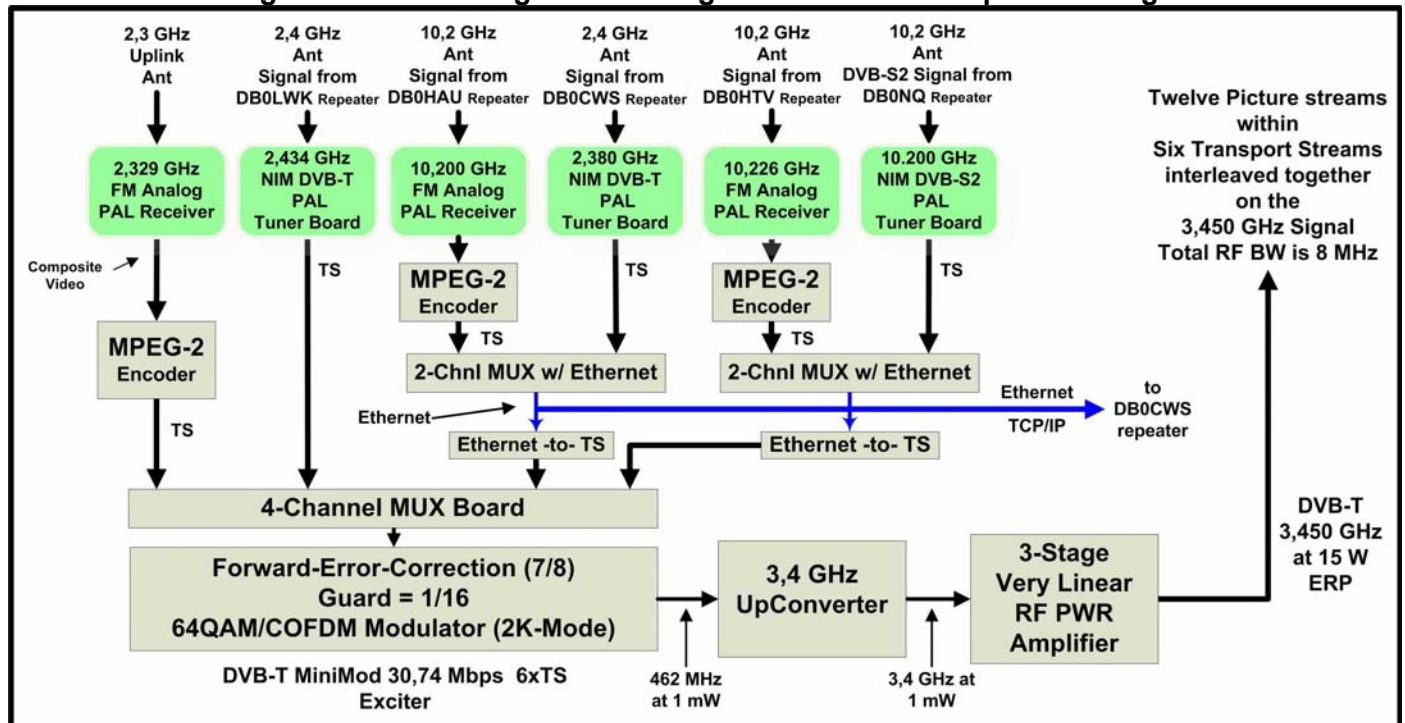 2,3 GHz
Uplink
Ant
2,4 GHz
Ant
Signal from
DB0LWK Repeater
10,2 GHz
Ant
Signal from
DB0HAU Repeater
2,4 GHz
Ant
Signal from
DB0CWS Repeater
10,2 GHz
Ant
Signal from
DB0HTV Repeater
10,2 GHz
Ant
DVB-S2 Signal from
DB0NQ Repeater
Twelve Picture streams
within
Six Transport Streams
interleaved together
on the
3,450 GHz Signal
Total RF BW is 8 MHz
2,329 GHz
FM Analog
PAL Receiver
2,434 GHz
NIM DVB-T
PAL
Tuner Board
10,200 GHz
FM Analog
PAL Receiver
2,380 GHz
NIM DVB-T
PAL
Tuner Board
10,226 GHz
FM Analog
PAL Receiver
10.200 GHz
NIM DVB-S2
PAL
Tuner Board
Composite
Video
TS
MPEG-2
Encoder
TS
MPEG-2
Encoder
TS
MPEG-2
Encoder
TS
TS
2-Chnl MUX w/ Ethernet
2-Chnl MUX w/ Ethernet
Ethernet
Ethernet
TCP/IP
to
DB0CWS
repeater
TS
Ethernet -to- TS
Ethernet -to- TS
4-Channel MUX Board
Forward-Error-Correction (7/8)
Guard = 1/16
64QAM/COFDM Modulator (2K-Mode)
3,4 GHz
UpConverter
3-Stage
Very Linear
RF PWR
Amplifier
DVB-T
3,450 GHz
at 15 W
ERP
DVB-T MiniMod 30,74 Mbps 6xTS
Exciter
462 MHz
at 1 mW
3,4 GHz at
1 mW